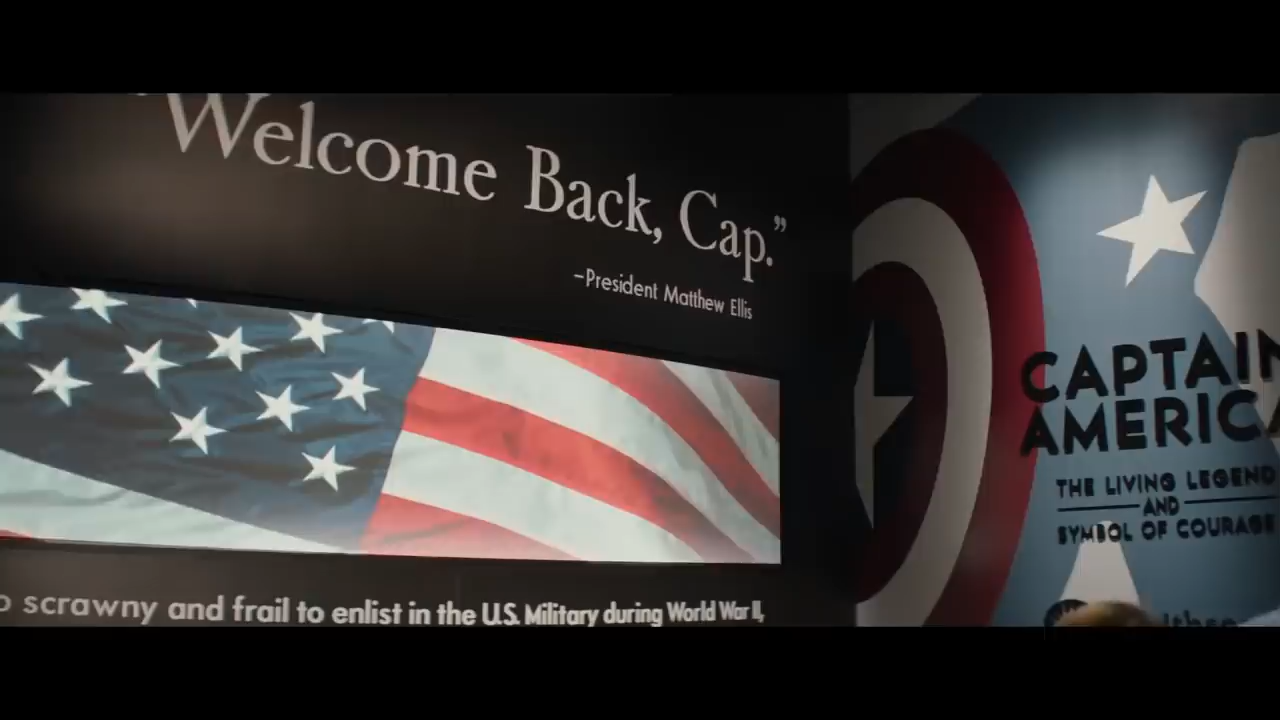 "Welcome Back, Cap."
–President Matthew Ellis
scrawny and frail to enlist in the U.S. Military during World War II,
CAPTAIN
AMERICA
THE LIVING LEGEND
AND
SYMBOL OF COURAGE